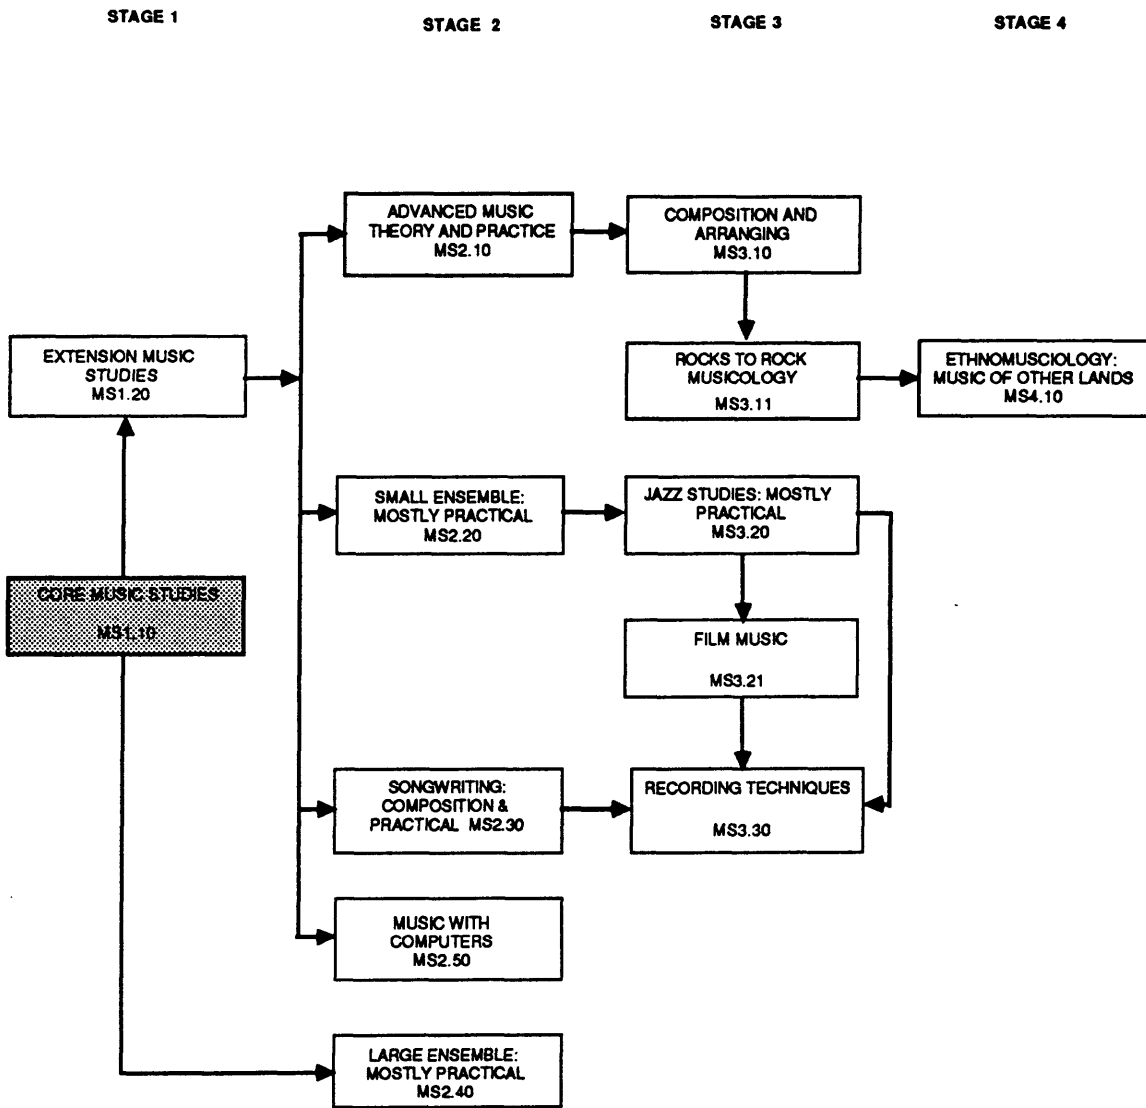 STAGE 1
STAGE 2
STAGE 3
STAGE 4
ADVANCED MUSIC
THEORY AND PRACTICE
MS2.10
COMPOSITION AND
ARRANGING
MS3.10
EXTENSION MUSIC
STUDIES
MS1.20
ROCKS TO ROCK
MUSICOLOGY
MS3.11
ETHNOMUSCIOLOGY:
MUSIC OF OTHER LANDS
MS4.10
SMALL ENSEMBLE:
MOSTLY PRACTICAL
MS2.20
JAZZ STUDIES: MOSTLY
PRACTICAL
MS3.20
CORE MUSIC STUDIES
MS1.10
FILM MUSIC
MS3.21
SONGWRITING:
COMPOSITION &
PRACTICAL MS2.30
RECORDING TECHNIQUES
MS3.30
MUSIC WITH
COMPUTERS
MS2.50
LARGE ENSEMBLE:
MOSTLY PRACTICAL
MS2.40